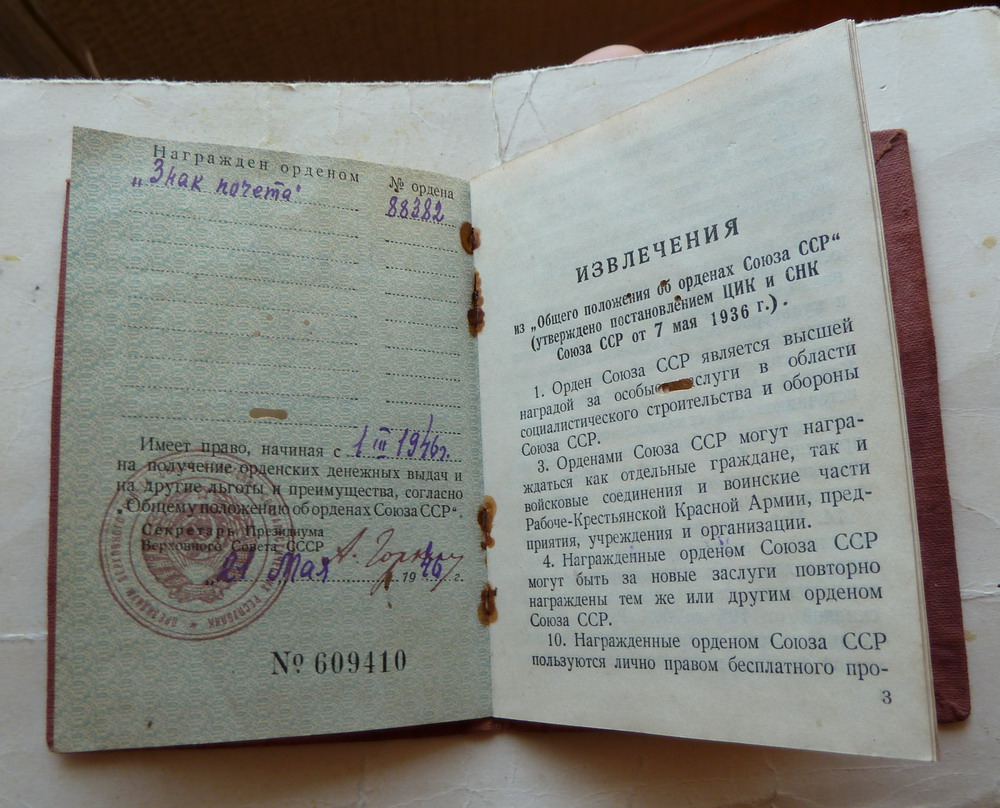 Награжден орденом
№ ордена
„Знак почета"
88382
Имеет право, начиная с 1 III 1946г.
на получение орденских денежных выдач и
на другие льготы и преимущества, согласно
„Общему положению об орденах Союза ССР".
Секретарь Президиума
Верховного Совета СССР А. Горкин
„21 Мая 1946 г.
№ 609410
ИЗВЛЕЧЕНИЯ
из „Общего положения об орденах Союза ССР"
(утверждено постановлением ЦИК и СНК
Союза ССР от 7 мая 1936 г.).
1. Орден Союза ССР является высшей
наградой за особые заслуги в области
социалистического строительства и обороны
Союза ССР.
3. Орденами Союза ССР могут награ-
ждаться как отдельные граждане, так и
войсковые соединения и воинские части
Рабоче-Крестьянской Красной Армии, пред-
приятия, учреждения и организации.
4. Награжденные орденом Союза ССР
могут быть за новые заслуги повторно
награждены тем же или другим орденом
Союза ССР.
10. Награжденные орденом Союза ССР
пользуются лично правом бесплатного про-
3